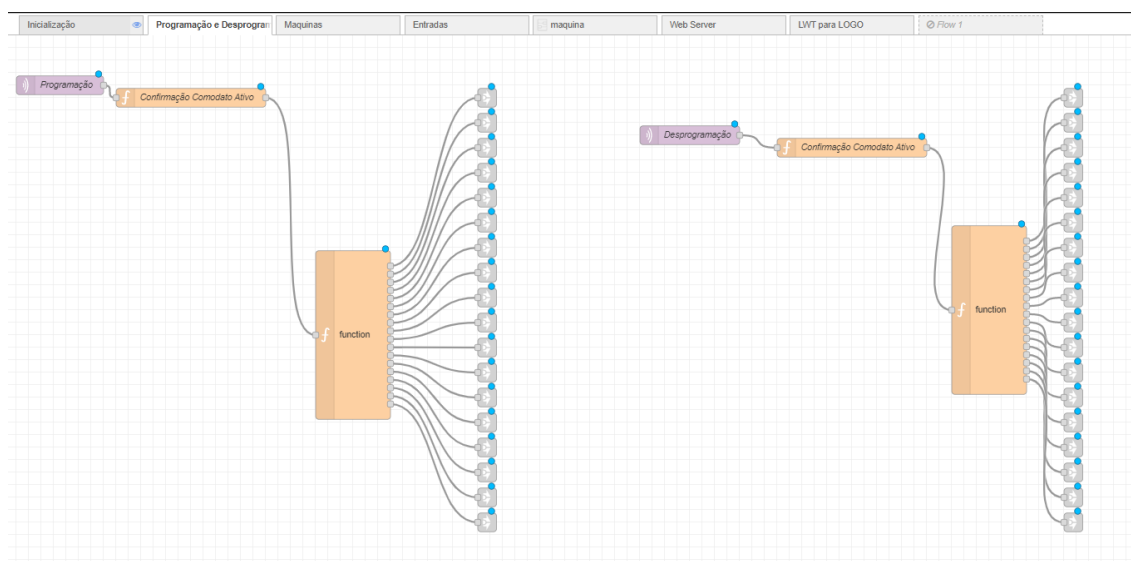 Inicialização
Programação e Desprogran
Maquinas
Entradas
maquina
Web Server
LWT para LOGO
Flow 1
Programação
Confirmação Comodato Ativo
function
Desprogramação
Confirmação Comodato Ativo
function